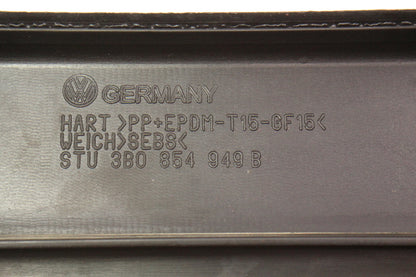 GERMANY
HART >PP+EPDM-T15-GF15<
WEICH>SEBS<
STU 3B0 854 949 B